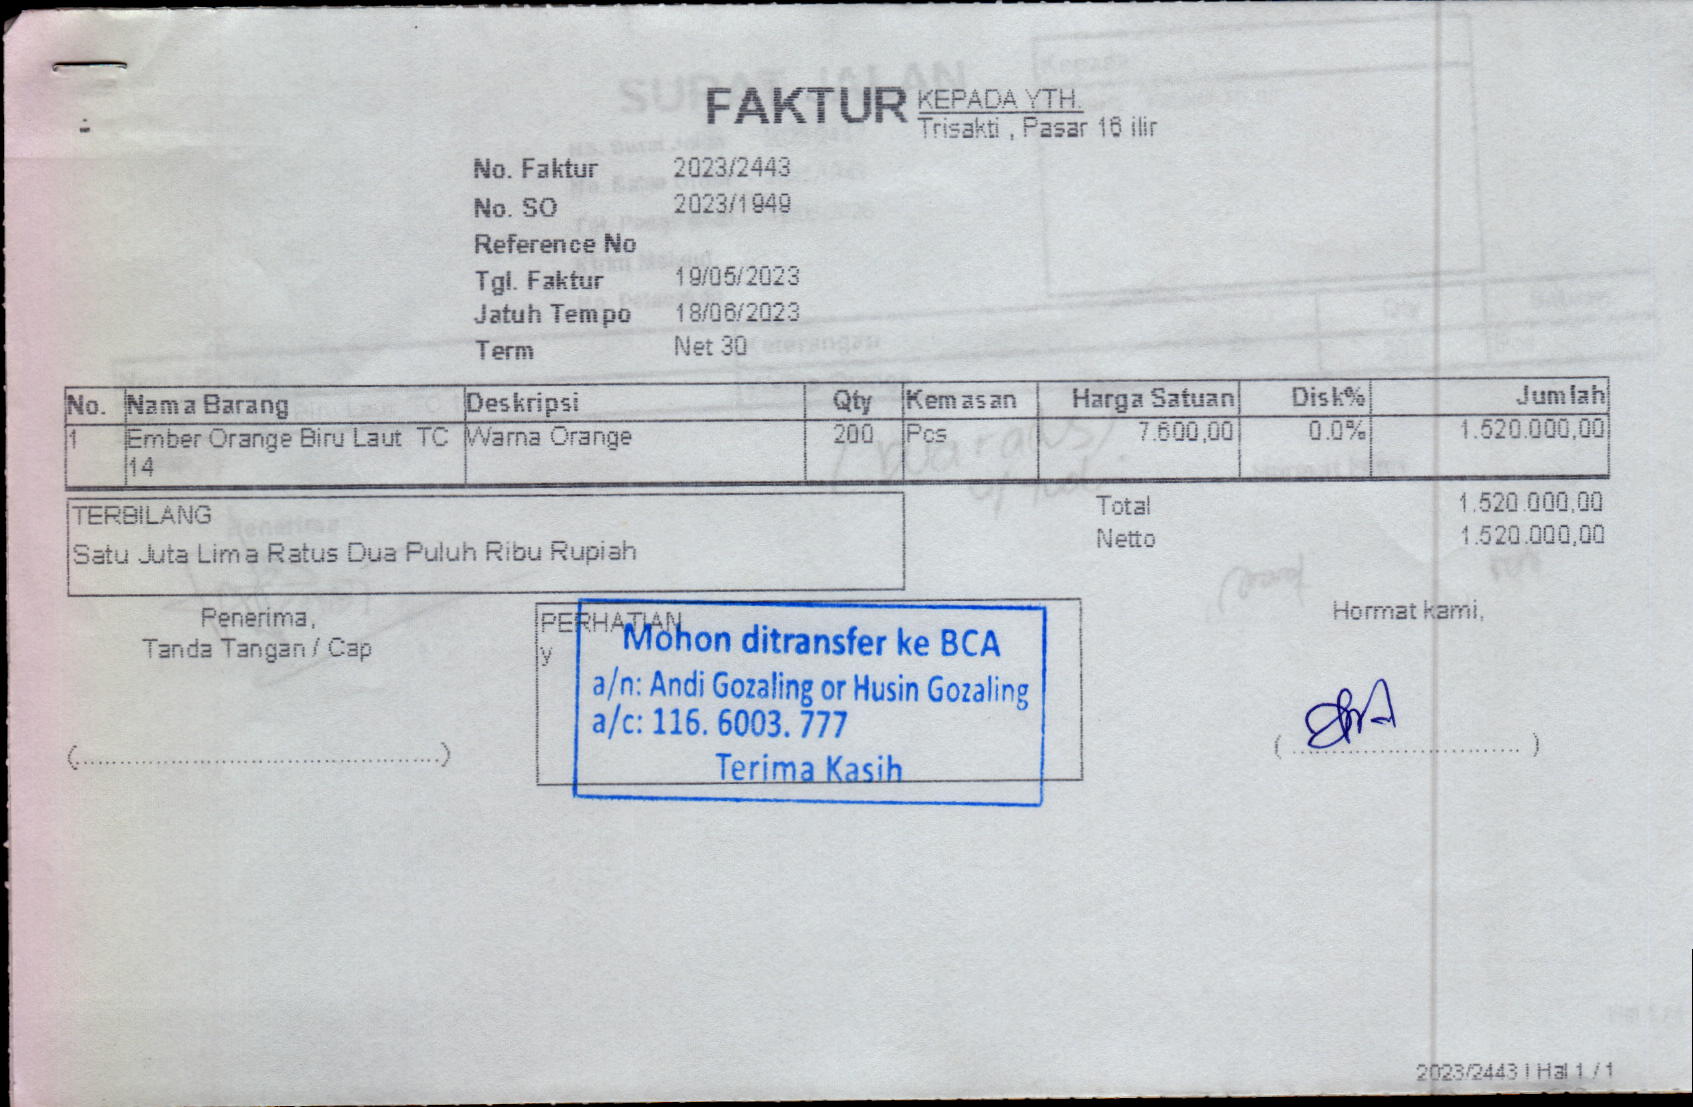 FAKTUR
KEPADA YTH.
Trisakti , Pasar 16 ilir
No. Faktur 2023/2443
No. SO 2023/1949
Reference No
Tgl. Faktur 19/05/2023
Jatuh Tempo 18/06/2023
Term Net 30
No. Nama Barang Deskripsi Qty Kemasan Harga Satuan Disk% Jumlah
1 Ember Orange Biru Laut TC Warna Orange 200 Pcs 7.600,00 0.0% 1.520.000,00
14
Total 1.520.000,00
Netto 1.520.000,00
TERBILANG
Satu Juta Lima Ratus Dua Puluh Ribu Rupiah
Penerima,
Tanda Tangan / Cap
(..............................................)
PERHATIAN
y
Mohon ditransfer ke BCA
a/n: Andi Gozaling or Husin Gozaling
a/c: 116. 6003. 777
Terima Kasih
Hormat kami,
( .................................... )
2023/2443 | Hal 1 / 1
SURAT JALAN